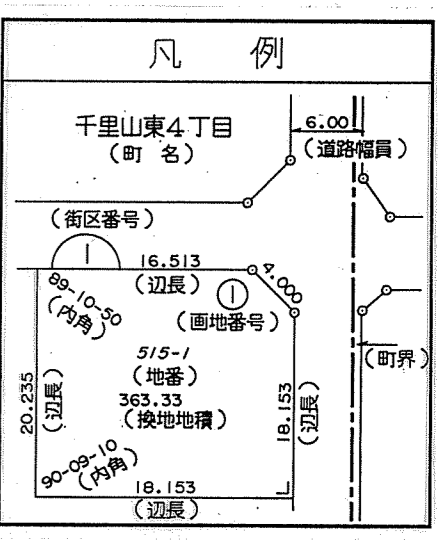 凡例
千里山東4丁目
(町名)
6.00
(道路幅員)
(街区番号)
1
16.513
(辺長)
4.000
89-10-50
(内角)
1
(画地番号)
(町界)
515-1
(地番)
363.33
(換地地積)
20.235
(辺長)
18.153
(辺長)
90-09-10
(内角)
18.153
(辺長)